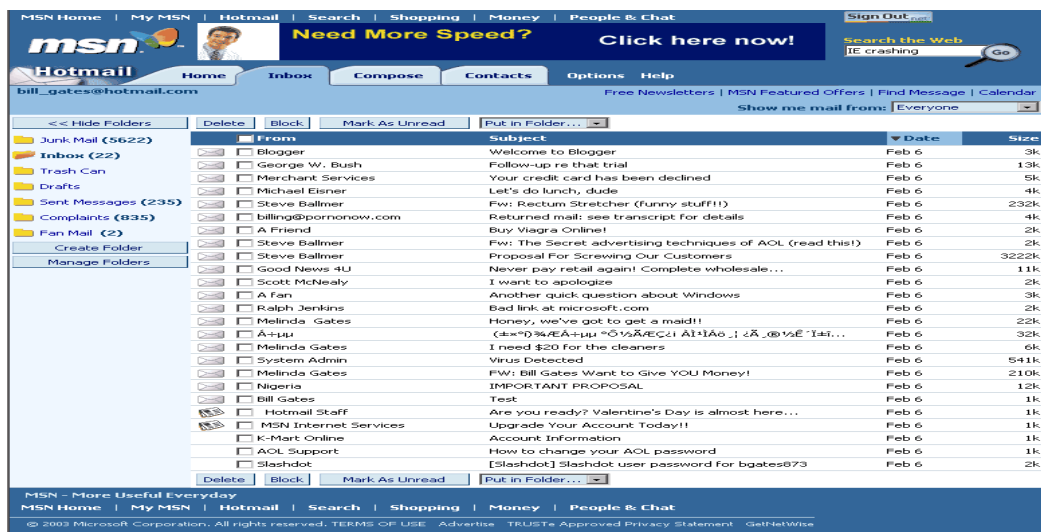 MSN Home | My MSN | Hotmail | Search | Shopping | Money | People & Chat
Sign Out .net
msn
Need More Speed?
Click here now!
Search the Web
IE crashing
Go
Hotmail
Home Inbox Compose Contacts Options Help
bill_gates@hotmail.com
Free Newsletters | MSN Featured Offers | Find Message | Calendar
Show me mail from: Everyone
<< Hide Folders
Delete Block Mark As Unread Put in Folder...
Junk Mail (5622)
Inbox (22)
Trash Can
Drafts
Sent Messages (235)
Complaints (835)
Fan Mail (2)
Create Folder
Manage Folders
From Subject Date Size
Blogger Welcome to Blogger Feb 6 3k
George W. Bush Follow-up re that trial Feb 6 13k
Merchant Services Your credit card has been declined Feb 6 5k
Michael Eisner Let's do lunch, dude Feb 6 4k
Steve Ballmer Fw: Rectum Stretcher (funny stuff!!) Feb 6 232k
billing@pornonow.com Returned mail: see transcript for details Feb 6 4k
A Friend Buy Viagra Online! Feb 6 2k
Steve Ballmer Fw: The Secret advertising techniques of AOL (read this!) Feb 6 2k
Steve Ballmer Proposal For Screwing Our Customers Feb 6 3222k
Good News 4U Never pay retail again! Complete wholesale... Feb 6 11k
Scott McNealy I want to apologize Feb 6 2k
A fan Another quick question about Windows Feb 6 3k
Ralph Jenkins Bad link at microsoft.com Feb 6 2k
Melinda Gates Honey, we've got to get a maid!! Feb 6 22k
Feb 6 32k
Melinda Gates I need $20 for the cleaners Feb 6 6k
System Admin Virus Detected Feb 6 541k
Melinda Gates FW: Bill Gates Want to Give YOU Money! Feb 6 210k
Nigeria IMPORTANT PROPOSAL Feb 6 12k
Bill Gates Test Feb 6 1k
Hotmail Staff Are you ready? Valentine's Day is almost here... Feb 6 1k
MSN Internet Services Upgrade Your Account Today!! Feb 6 1k
K-Mart Online Account Information Feb 6 1k
AOL Support How to change your AOL password Feb 6 1k
Slashdot [Slashdot] Slashdot user password for bgates873 Feb 6 2k
Delete Block Mark As Unread Put in Folder...
MSN - More Useful Everyday
MSN Home | My MSN | Hotmail | Search | Shopping | Money | People & Chat
© 2003 Microsoft Corporation. All rights reserved. TERMS OF USE Advertise TRUSTe Approved Privacy Statement GetNetWise